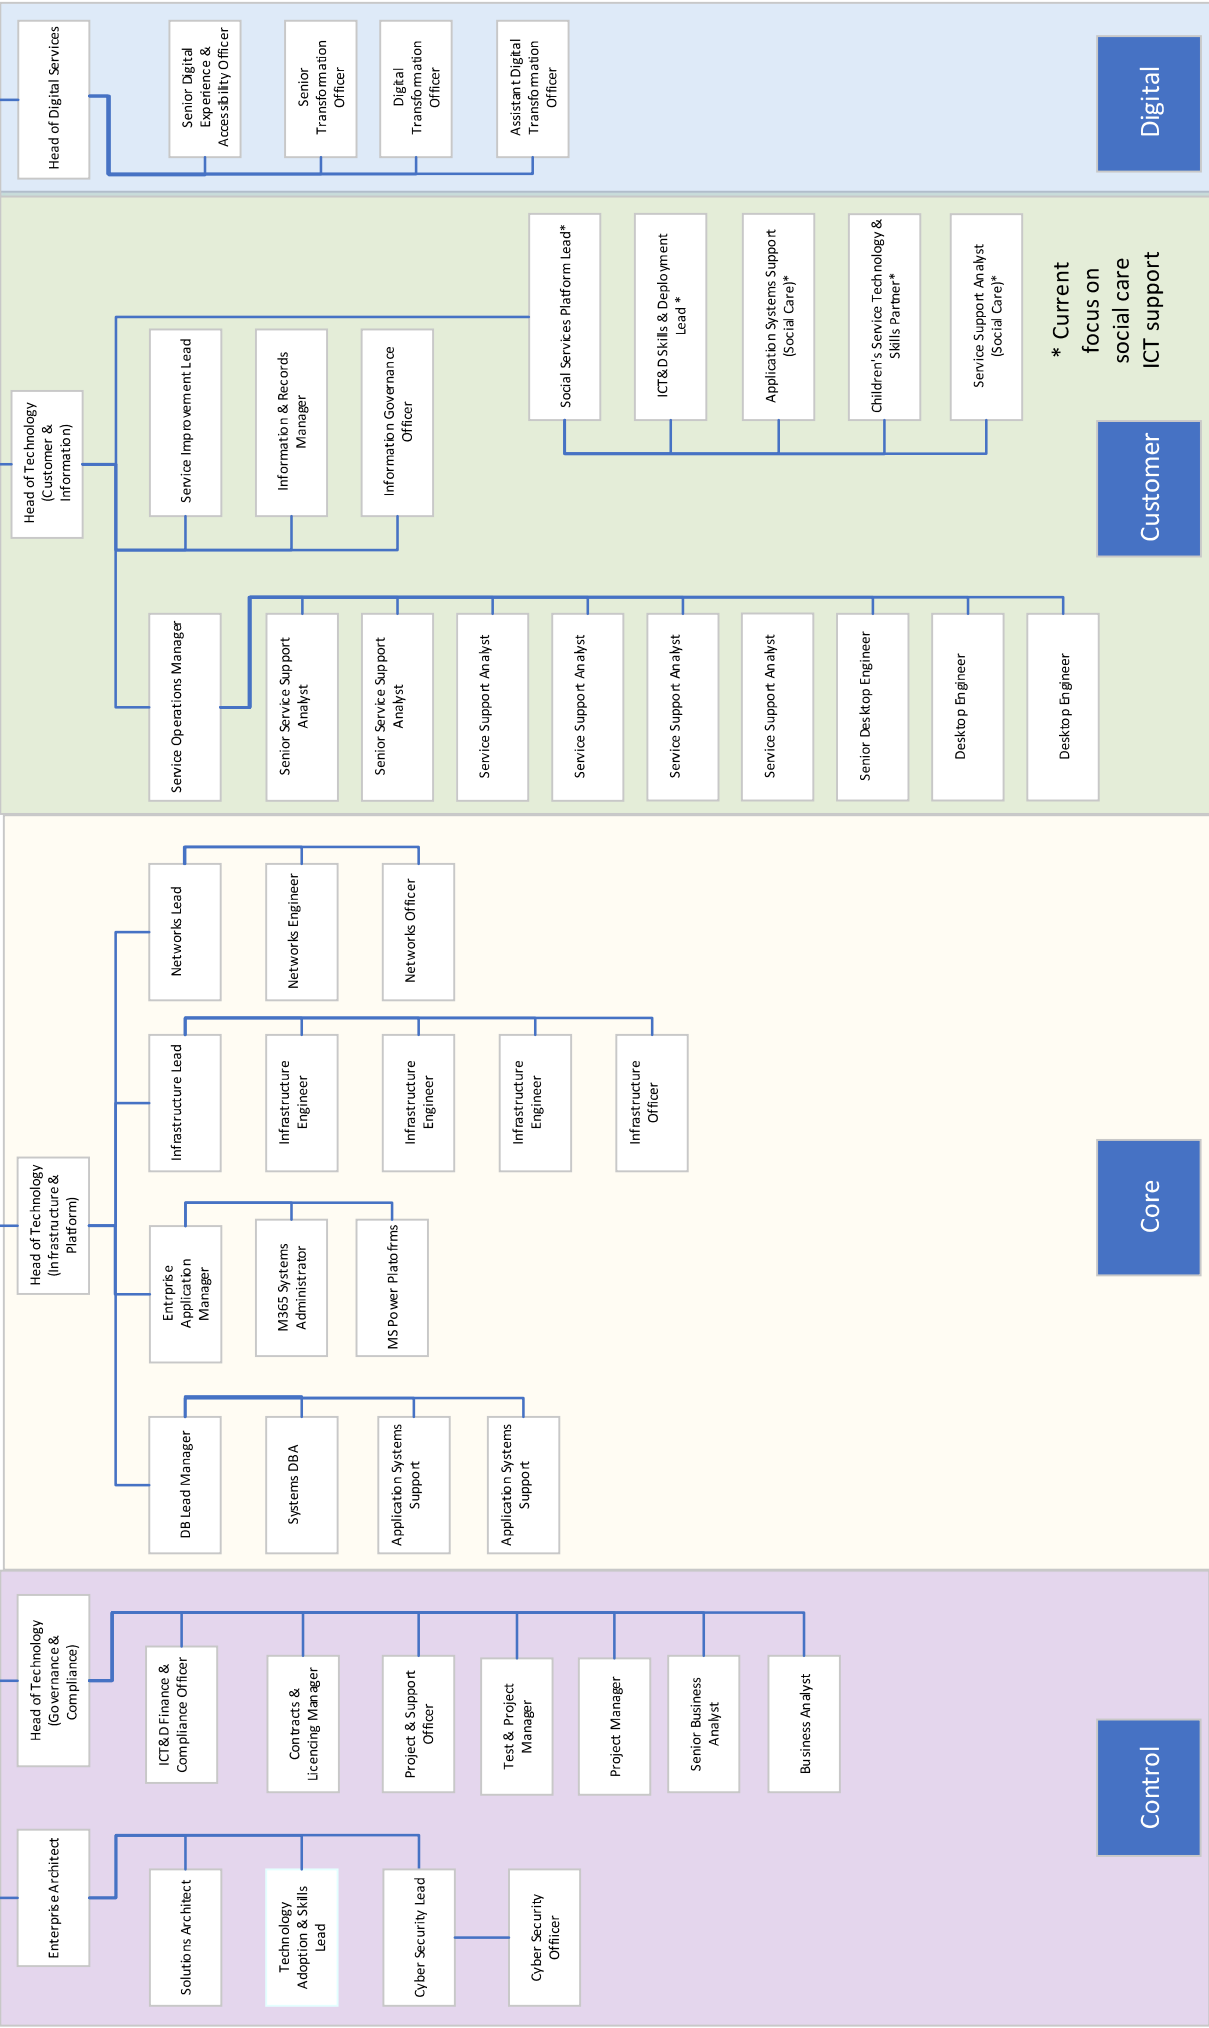 Enterprise Architect
Solutions Architect
Technology
Adoption & Skills
Lead
Cyber Security Lead
Cyber Security
Officer
Head of Technology
(Governance &
Compliance)
ICT&D Finance &
Compliance Officer
Contracts &
Licencing Manager
Project & Support
Officer
Test & Project
Manager
Project Manager
Senior Business
Analyst
Business Analyst
Control
Head of Technology
(Infrastructure &
Platform)
DB Lead Manager
Systems DBA
Application Systems
Support
Application Systems
Support
Entrprise
Application
Manager
M365 Systems
Administrator
MS Power Platofrms
Infrastructure Lead
Infrastructure
Engineer
Infrastructure
Engineer
Infrastructure
Engineer
Infrastructure
Officer
Networks Lead
Networks Engineer
Networks Officer
Core
Head of Technology
(Customer &
Information)
Service Operations Manager
Senior Service Support
Analyst
Senior Service Support
Analyst
Service Support Analyst
Service Support Analyst
Service Support Analyst
Service Support Analyst
Senior Desktop Engineer
Desktop Engineer
Desktop Engineer
Service Improvement Lead
Information & Records
Manager
Information Governance
Officer
Social Services Platform Lead*
ICT&D Skills & Deployment
Lead *
Application Systems Support
(Social Care)*
Children's Service Technology &
Skills Partner*
Service Support Analyst
(Social Care)*
* Current
focus on
social care
ICT support
Customer
Head of Digital Services
Senior Digital
Experience &
Accessibility Officer
Senior
Transformation
Officer
Digital
Transformation
Officer
Assistant Digital
Transformation
Officer
Digital